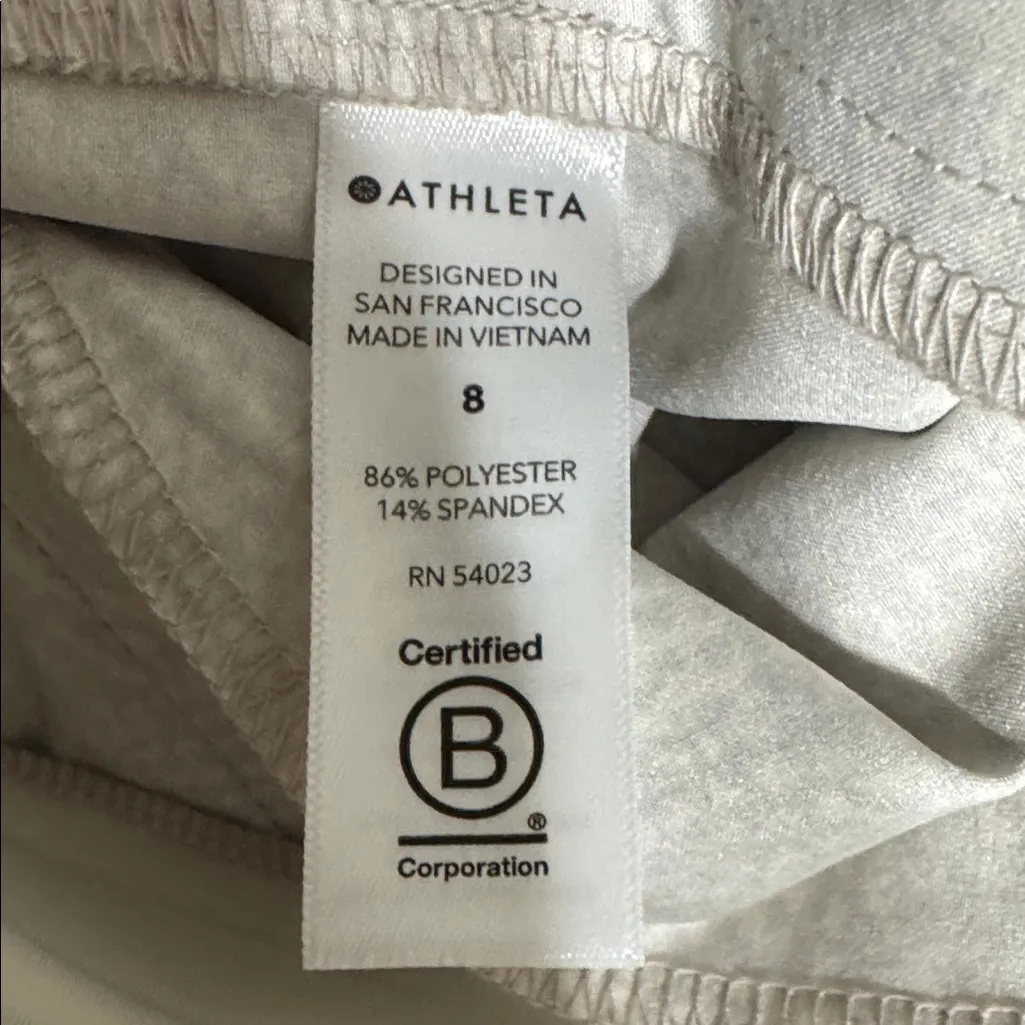 ATHLETA
DESIGNED IN
SAN FRANCISCO
MADE IN VIETNAM
8
86% POLYESTER
14% SPANDEX
RN 54023
Certified
B
®
Corporation